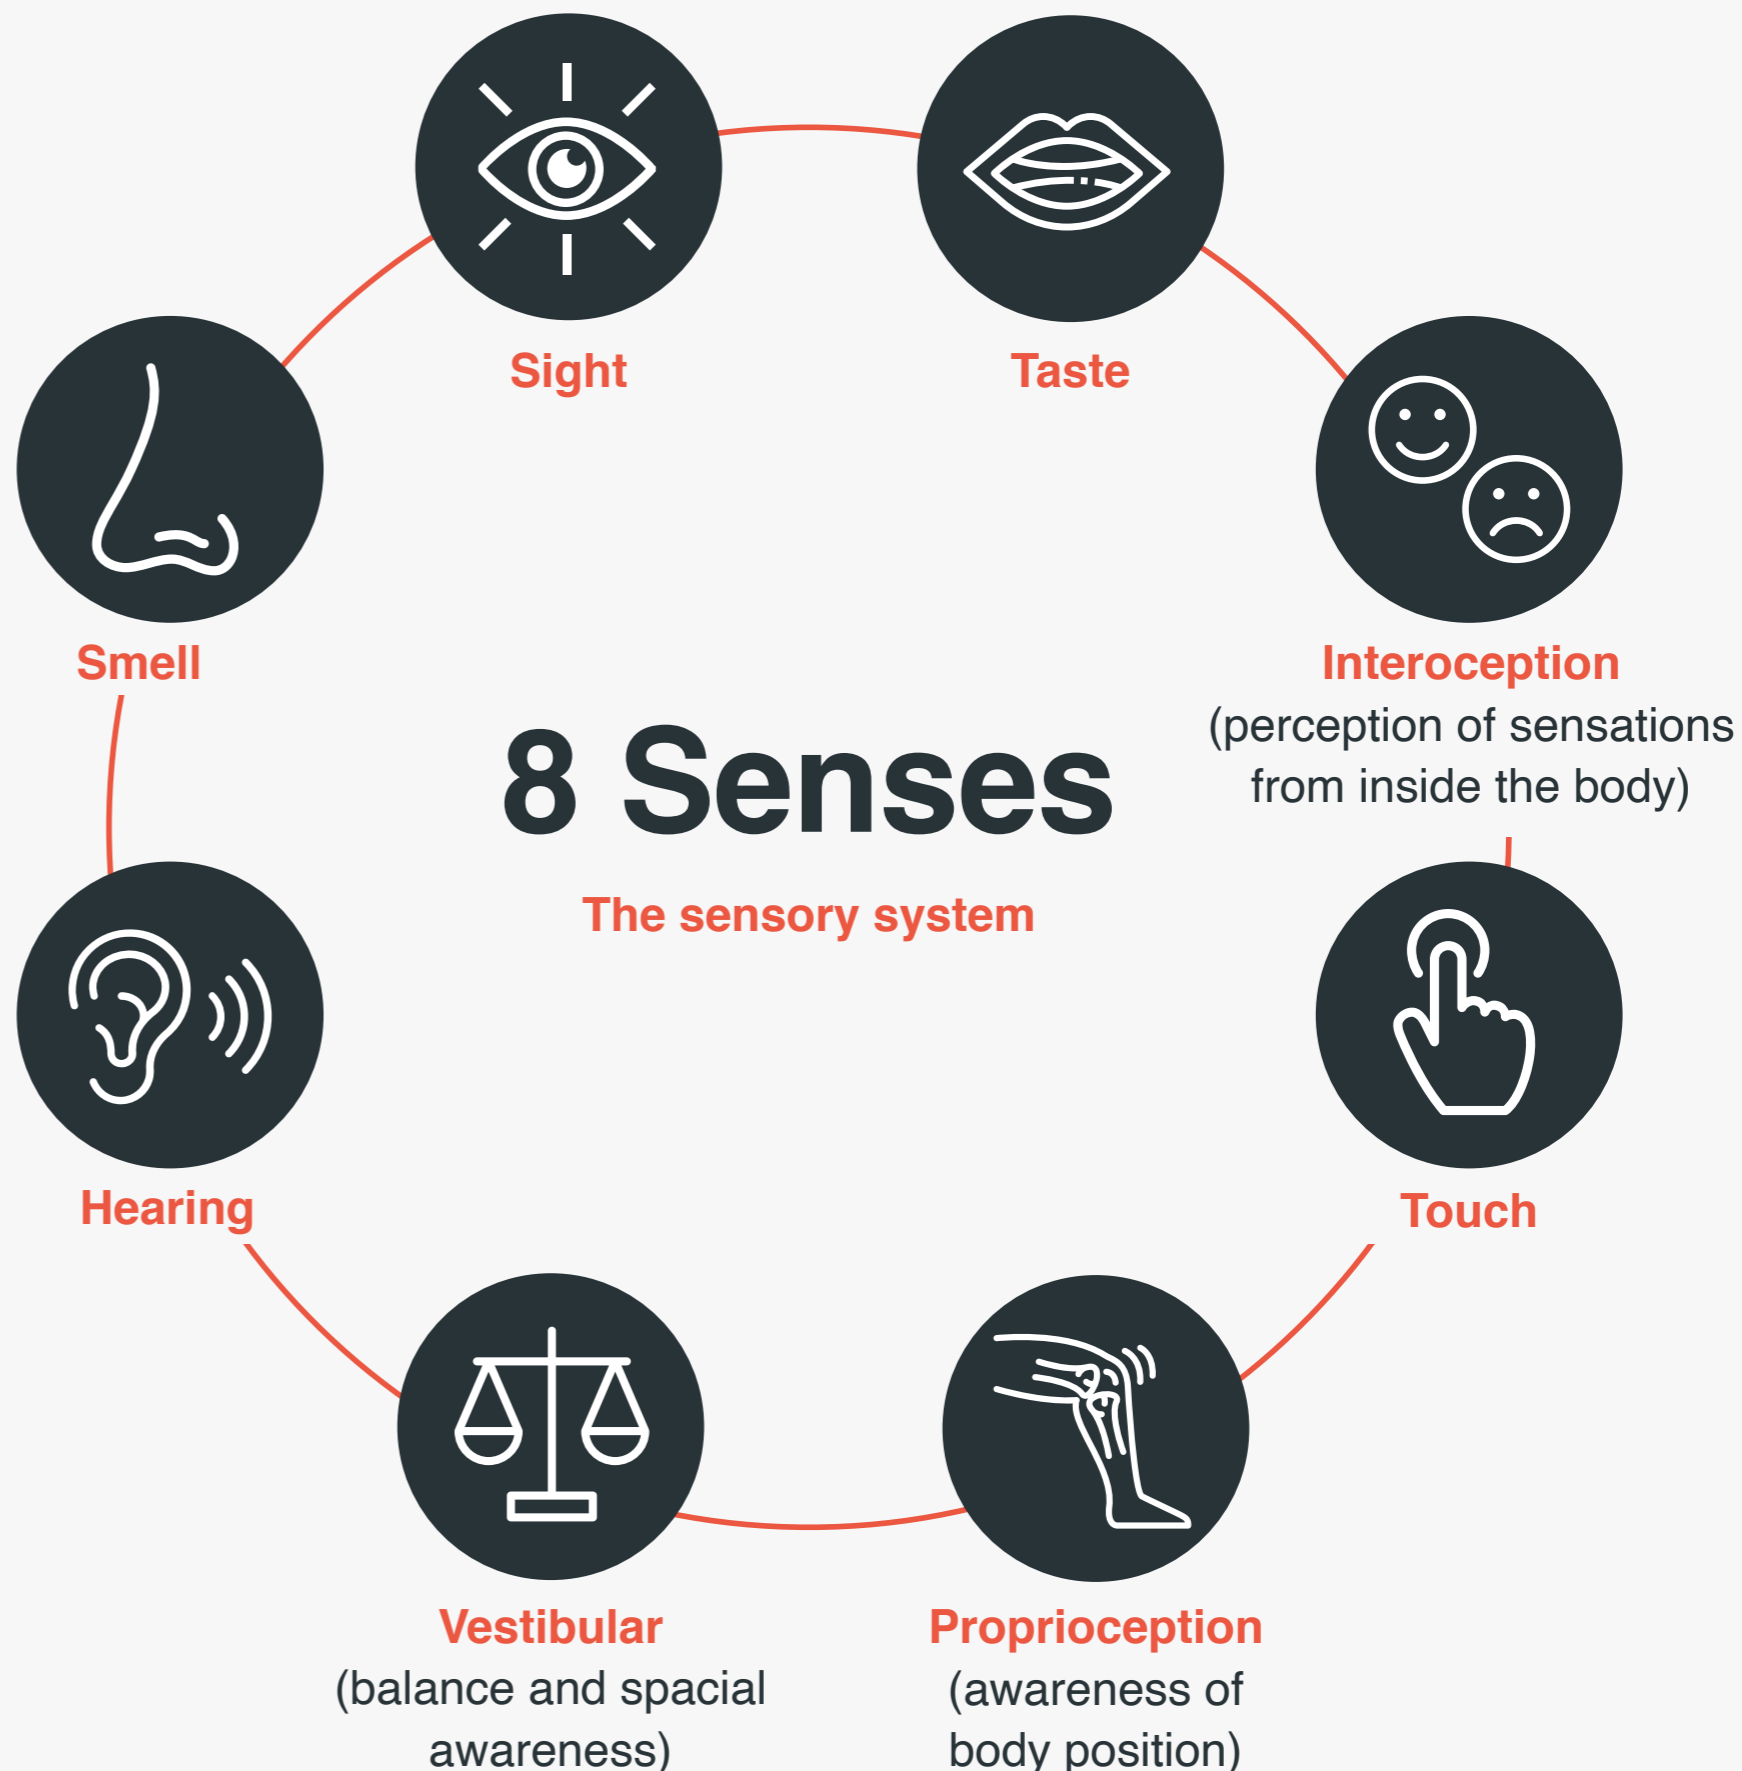 Sight
Taste
Smell
Interoception
(perception of sensations
from inside the body)
8 Senses
The sensory system
Hearing
Touch
Vestibular
(balance and spacial
awareness)
Proprioception
(awareness of
body position)